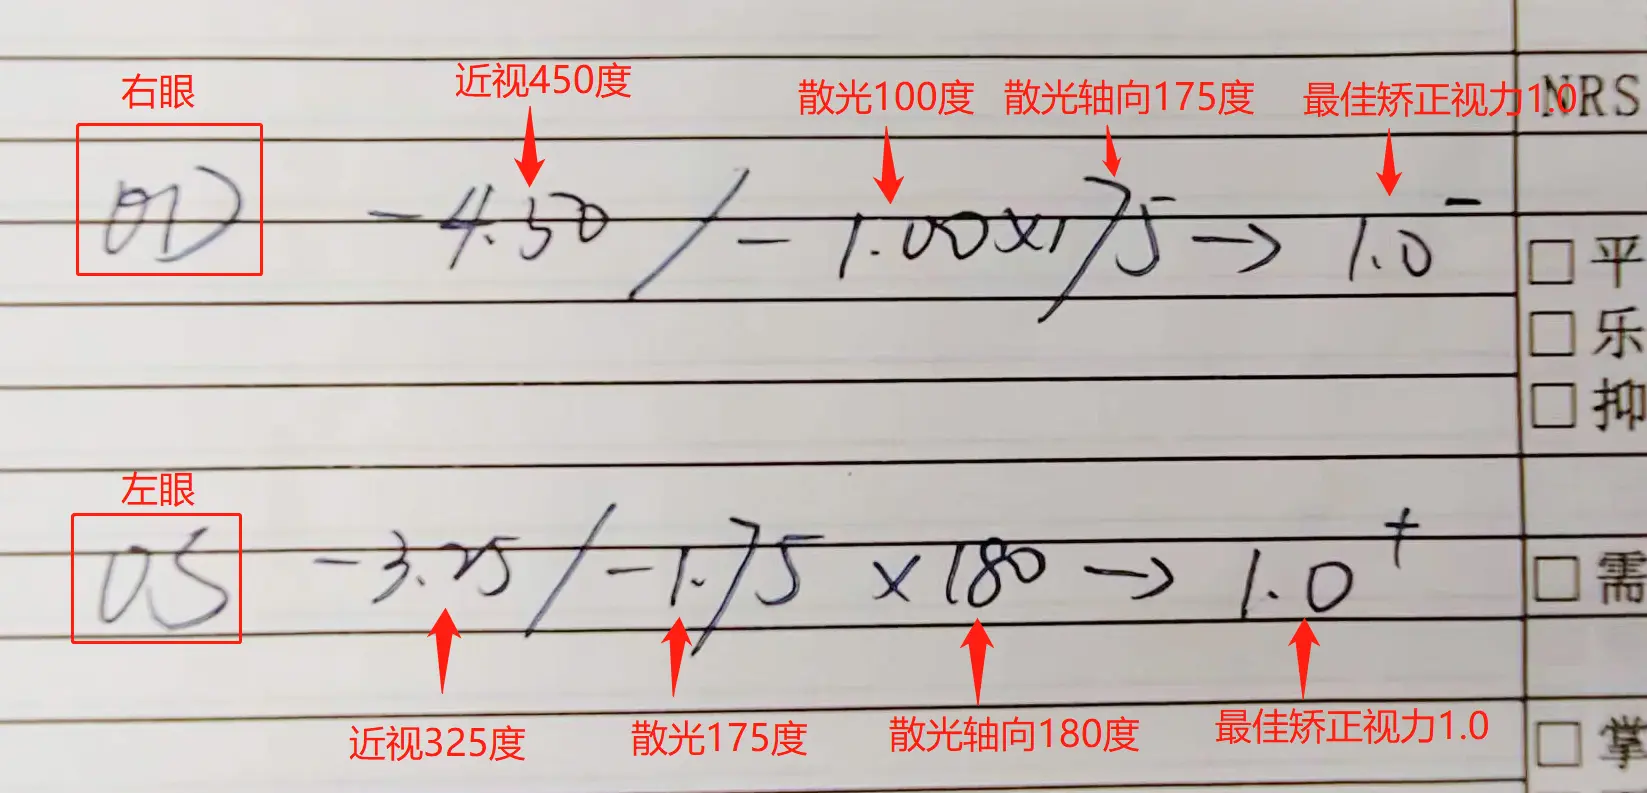 右眼 近视450度 散光100度 散光轴向175度 最佳矫正视力1.0
NRS
OD -4.50/-1.00×175→1.0⁻
□平
□乐
□抑
左眼
OS -3.25/-1.75×180→1.0⁺
□需
近视325度 散光175度 散光轴向180度 最佳矫正视力1.0
□掌